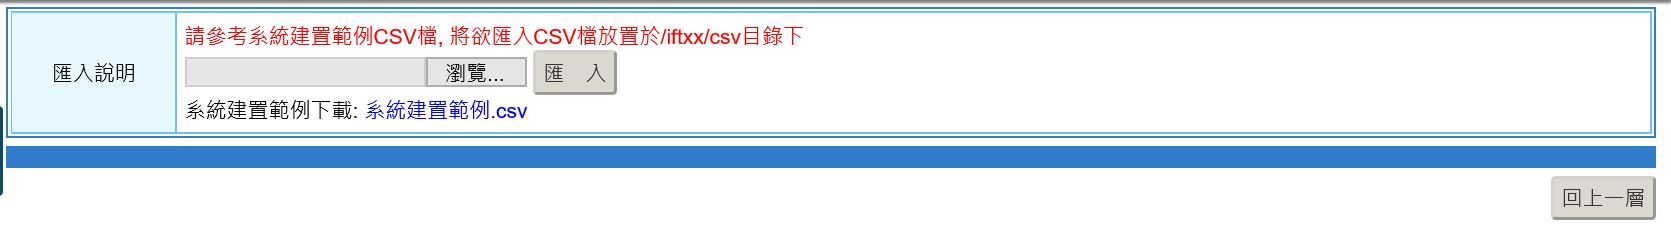 請參考系統建置範例CSV檔, 將欲匯入CSV檔放置於/iftxx/csv目錄下
匯入說明
瀏覽... 匯 入
系統建置範例下載: 系統建置範例.csv
回上一層